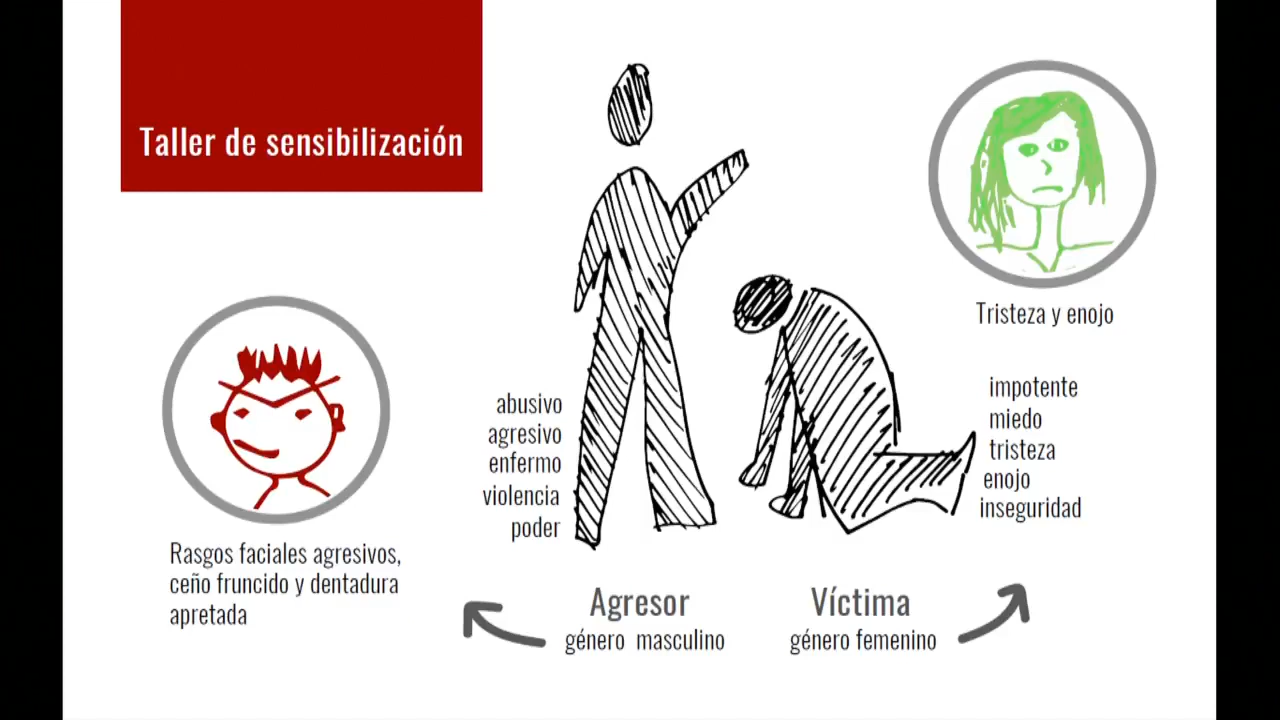 Taller de sensibilización
Rasgos faciales agresivos,
ceño fruncido y dentadura
apretada
abusivo
agresivo
enfermo
violencia
poder
Agresor
género masculino
Víctima
género femenino
Tristeza y enojo
impotente
miedo
tristeza
enojo
inseguridad